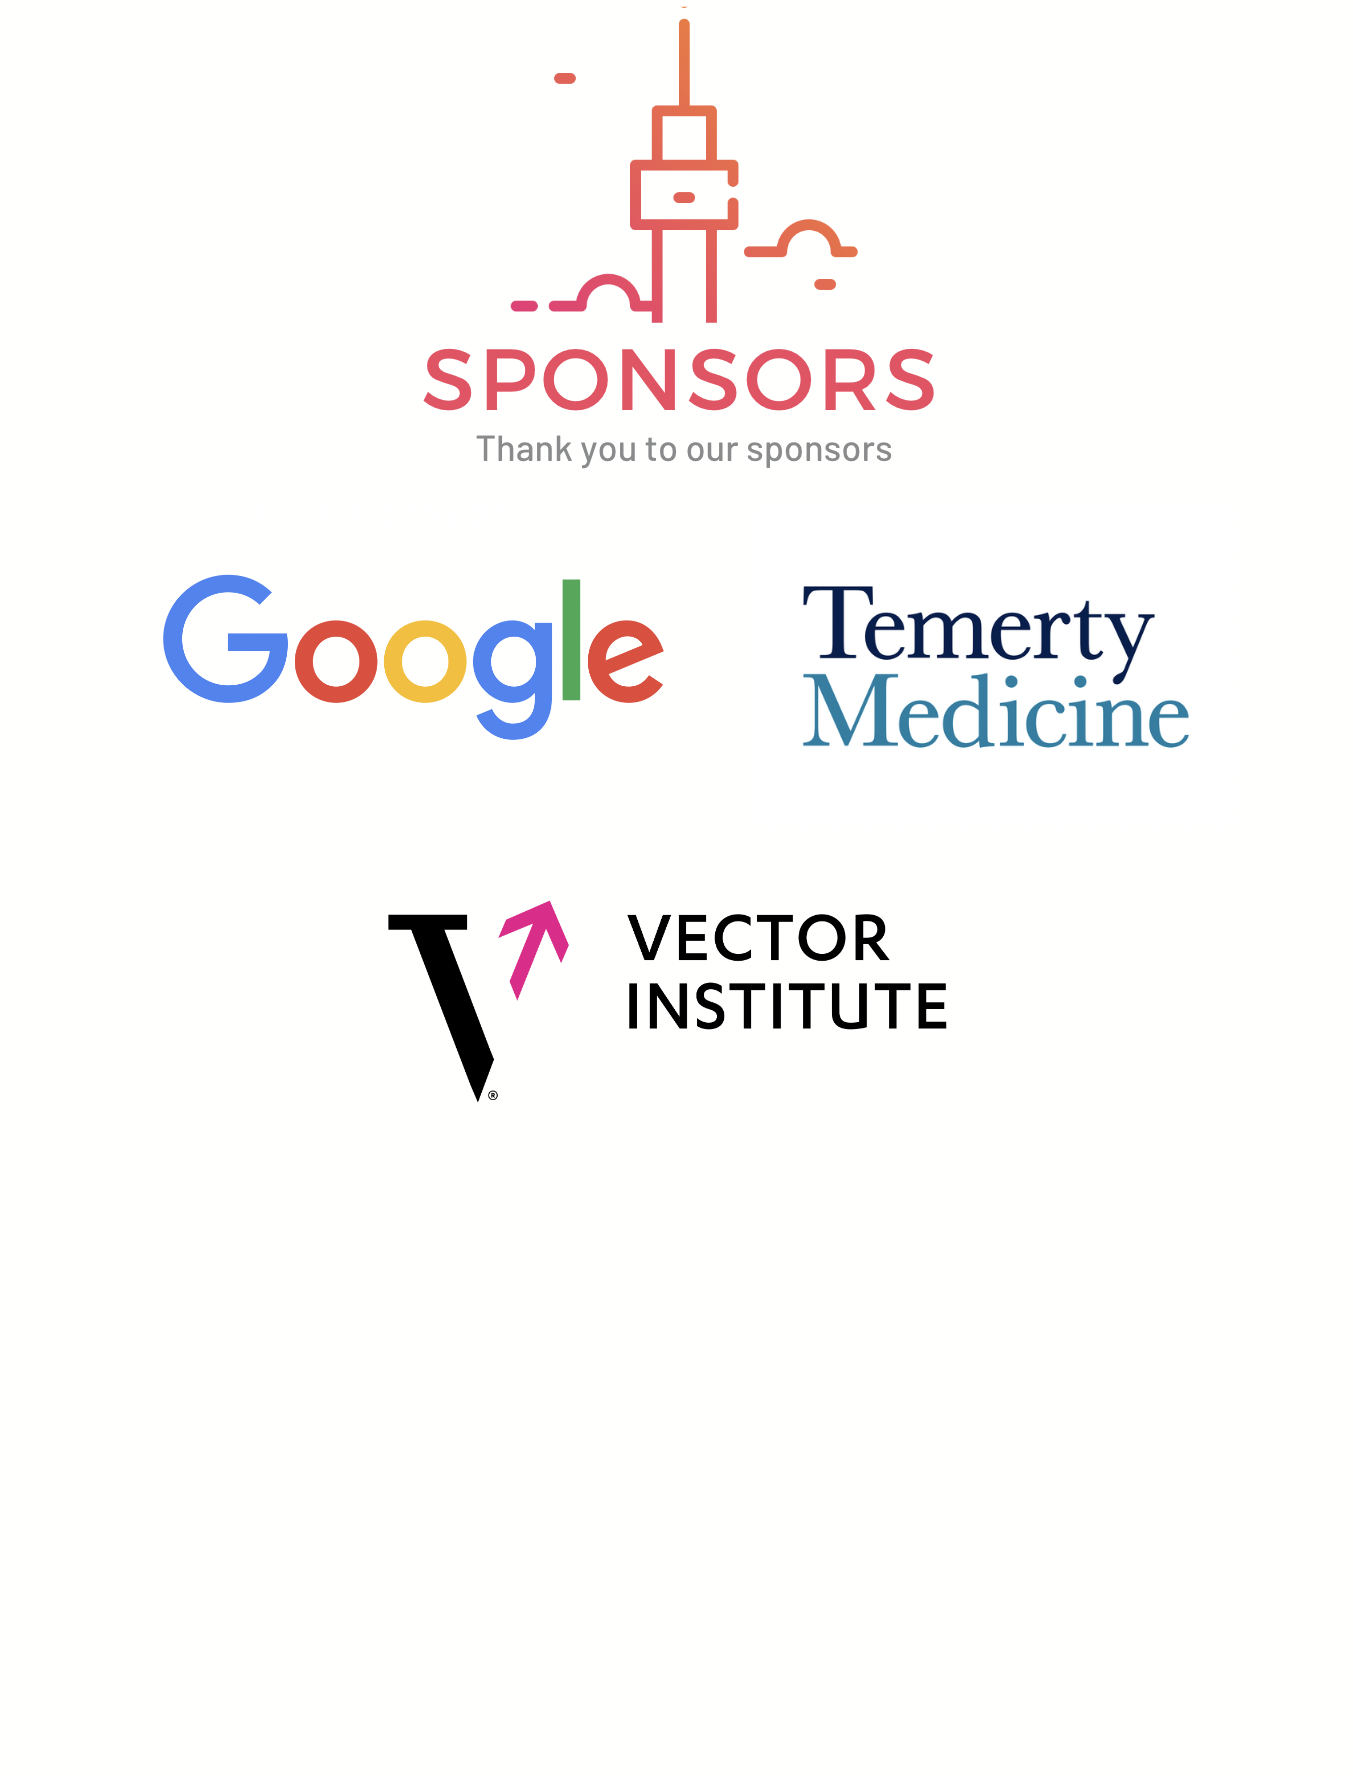 SPONSORS
Thank you to our sponsors
Google
Temerty
Medicine
VECTOR
INSTITUTE
V
®